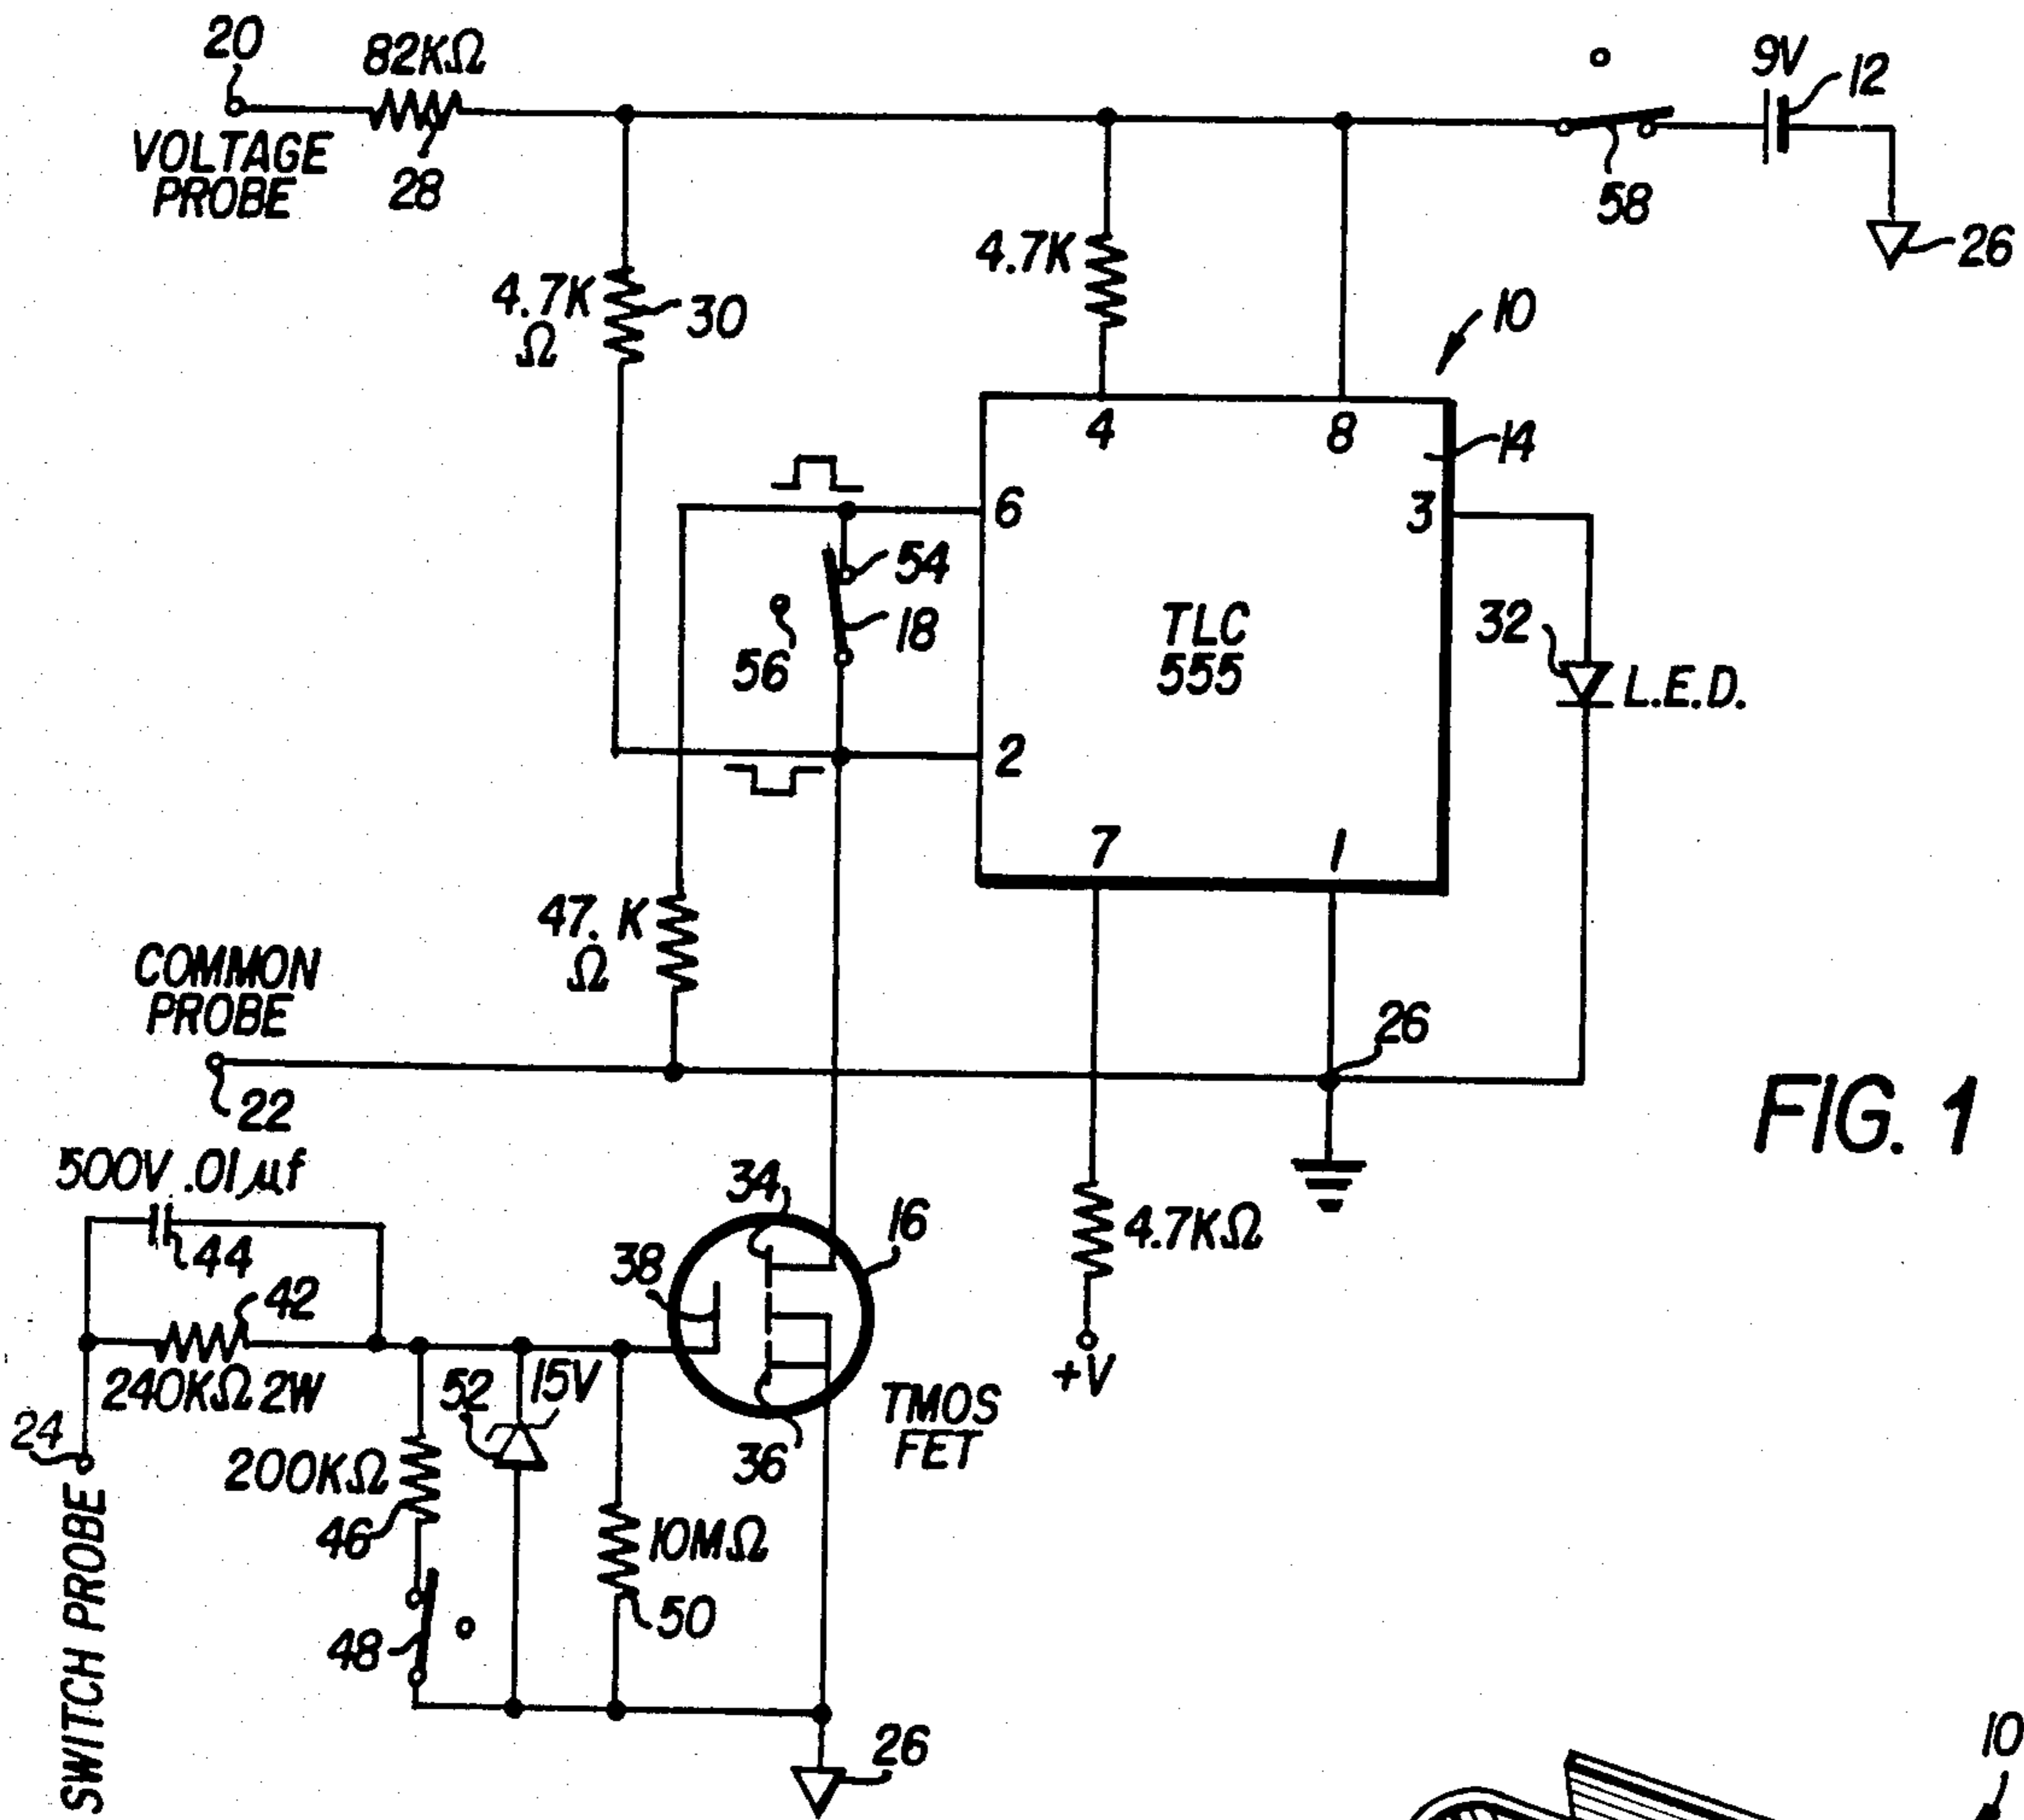 20
82KΩ
VOLTAGE
PROBE
28
9V
12
58
26
4.7K
Ω
30
4.7K
10
4
8
14
6
3
54
18
56
TLC
555
32
L.E.D.
2
7
1
47. K
Ω
COMMON
PROBE
22
26
FIG. 1
500V .01µf
44
42
240KΩ 2W
24
SWITCH PROBE
34
16
38
36
TMOS
FET
4.7KΩ
+V
52
15V
200KΩ
46
48
10MΩ
50
26
10